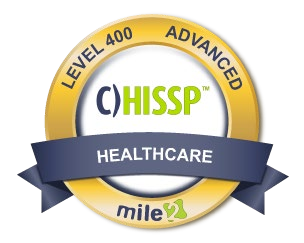 LEVEL 400 ADVANCED
C)HISSP™
HEALTHCARE
mile2